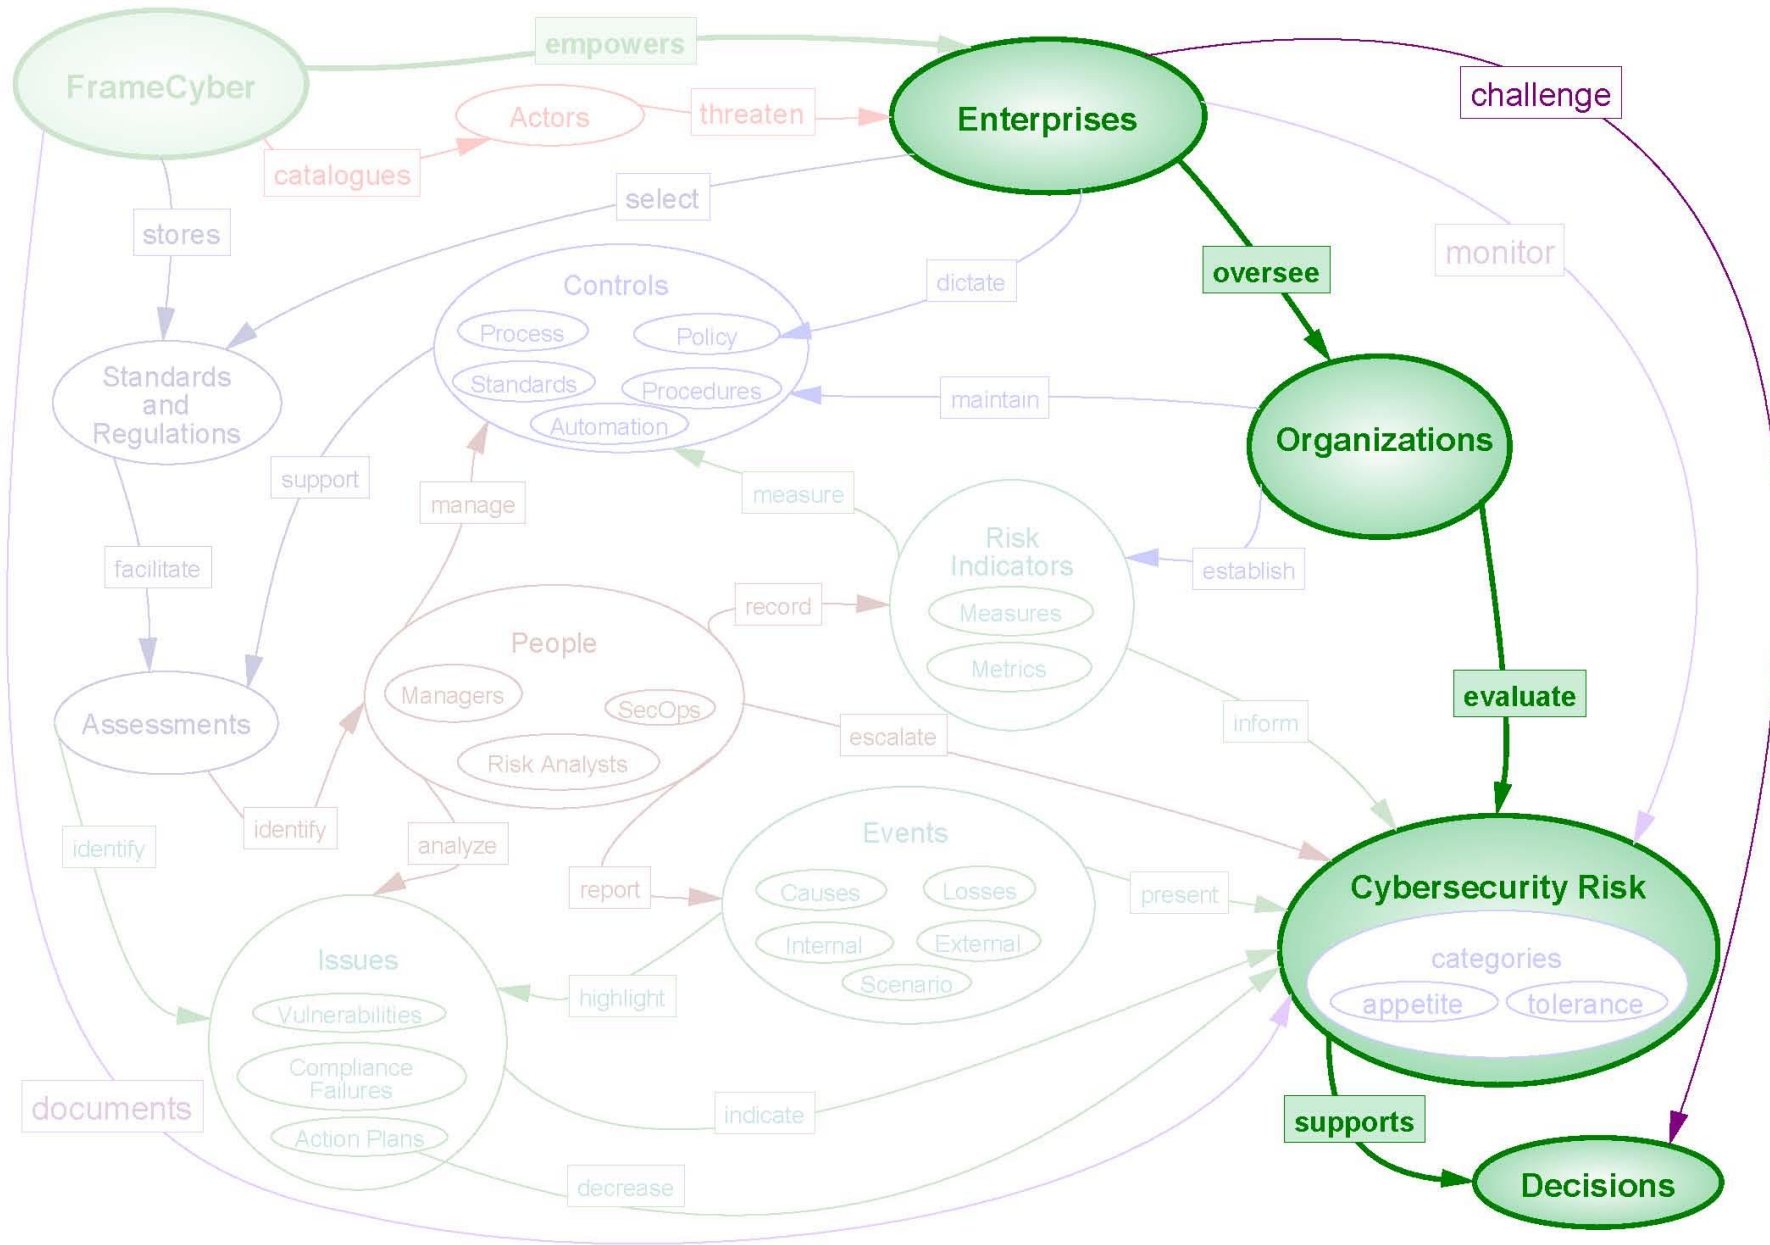 empowers
FrameCyber
Enterprises
challenge
Actors
threaten
catalogues
select
stores
monitor
oversee
Controls
dictate
Process
Policy
Standards
and
Regulations
Standards
Procedures
maintain
Automation
Organizations
support
manage
measure
Risk
Indicators
facilitate
establish
Measures
record
People
Metrics
Managers
SecOps
evaluate
Assessments
inform
escalate
Risk Analysts
identify
identify
analyze
Events
report
Causes
Losses
present
Cybersecurity Risk
Internal
External
Issues
categories
Scenario
highlight
appetite
tolerance
Vulnerabilities
Compliance
Failures
documents
indicate
supports
Action Plans
decrease
Decisions